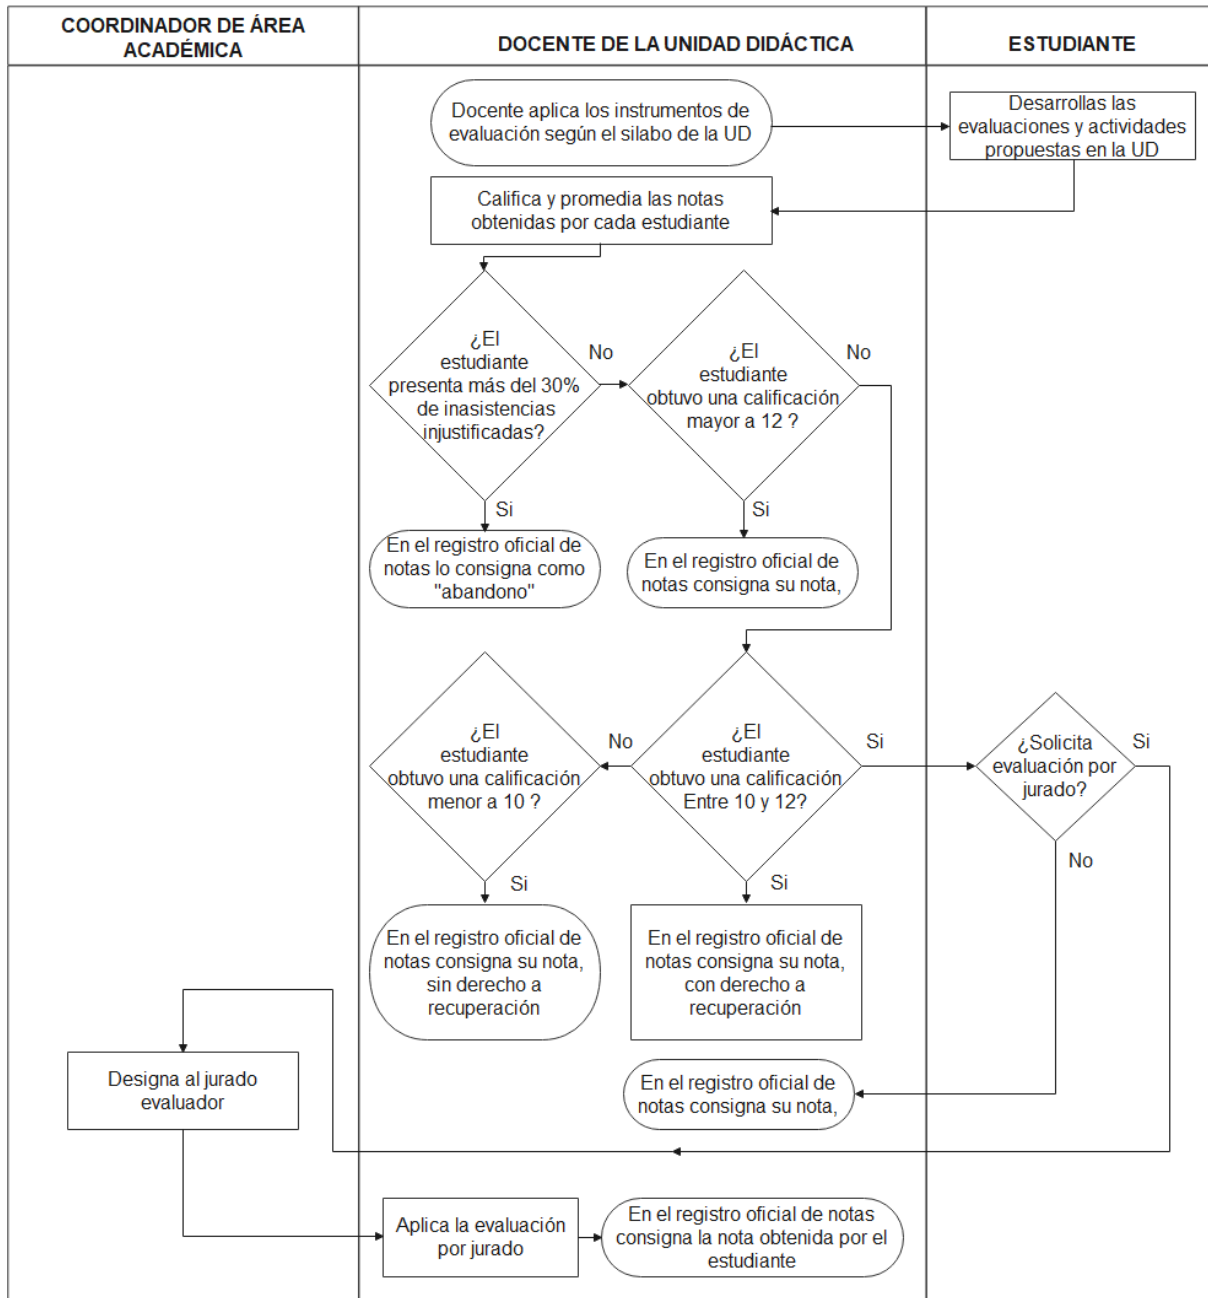 COORDINADOR DE ÁREA
ACADÉMICA
DOCENTE DE LA UNIDAD DIDÁCTICA
ESTUDIANTE
Docente aplica los instrumentos de
evaluación según el silabo de la UD
Desarrollas las
evaluaciones y actividades
propuestas en la UD
Califica y promedia las notas
obtenidas por cada estudiante
¿El
estudiante
presenta más del 30%
de inasistencias
injustificadas?
No
¿El
estudiante
obtuvo una calificación
mayor a 12 ?
No
Si
Si
En el registro oficial de
notas lo consigna como
"abandono"
En el registro oficial de
notas consigna su nota,
¿El
estudiante
obtuvo una calificación
menor a 10 ?
No
¿El
estudiante
obtuvo una calificación
Entre 10 y 12?
Si
¿Solicita
evaluación por
jurado?
Si
No
Si
Si
En el registro oficial de
notas consigna su nota,
sin derecho a
recuperación
En el registro oficial de
notas consigna su nota,
con derecho a
recuperación
Designa al jurado
evaluador
En el registro oficial de
notas consigna su nota,
Aplica la evaluación
por jurado
En el registro oficial de notas
consigna la nota obtenida por el
estudiante